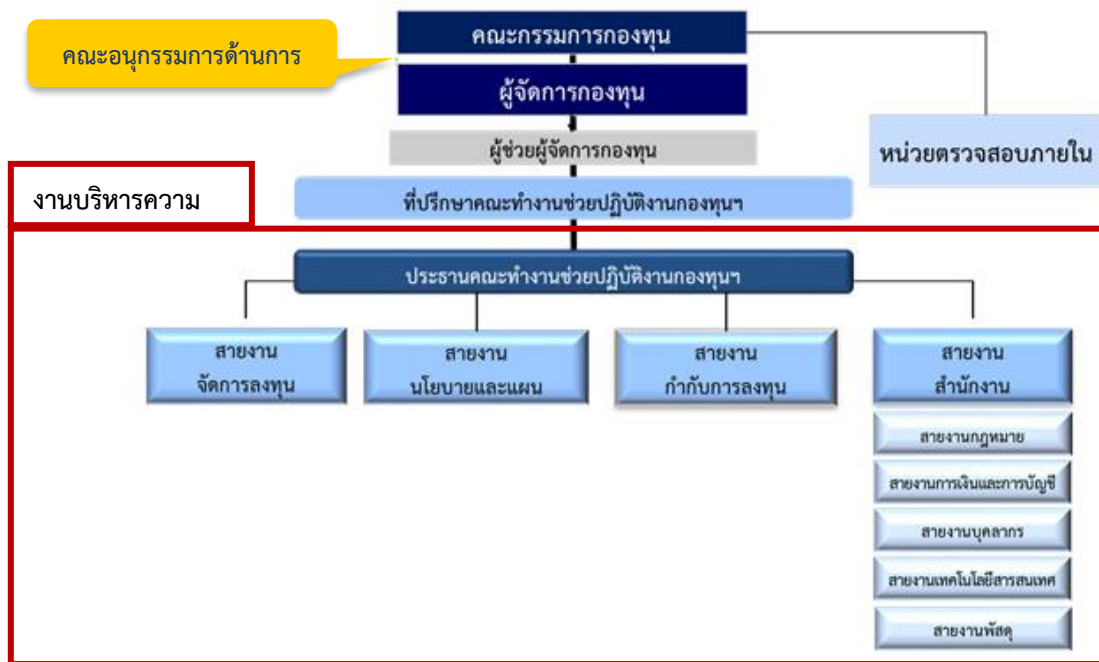 คณะกรรมการกองทุน
คณะอนุกรรมการด้านการ
ผู้จัดการกองทุน
ผู้ช่วยผู้จัดการกองทุน
หน่วยตรวจสอบภายใน
งานบริหารความ
ที่ปรึกษาคณะทำงานช่วยปฏิบัติงานกองทุนฯ
ประธานคณะทำงานช่วยปฏิบัติงานกองทุนฯ
สายงาน
จัดการลงทุน
สายงาน
นโยบายและแผน
สายงาน
กำกับการลงทุน
สายงาน
สำนักงาน
สายงานกฎหมาย
สายงานการเงินและการบัญชี
สายงานบุคลากร
สายงานเทคโนโลยีสารสนเทศ
สายงานพัสดุ